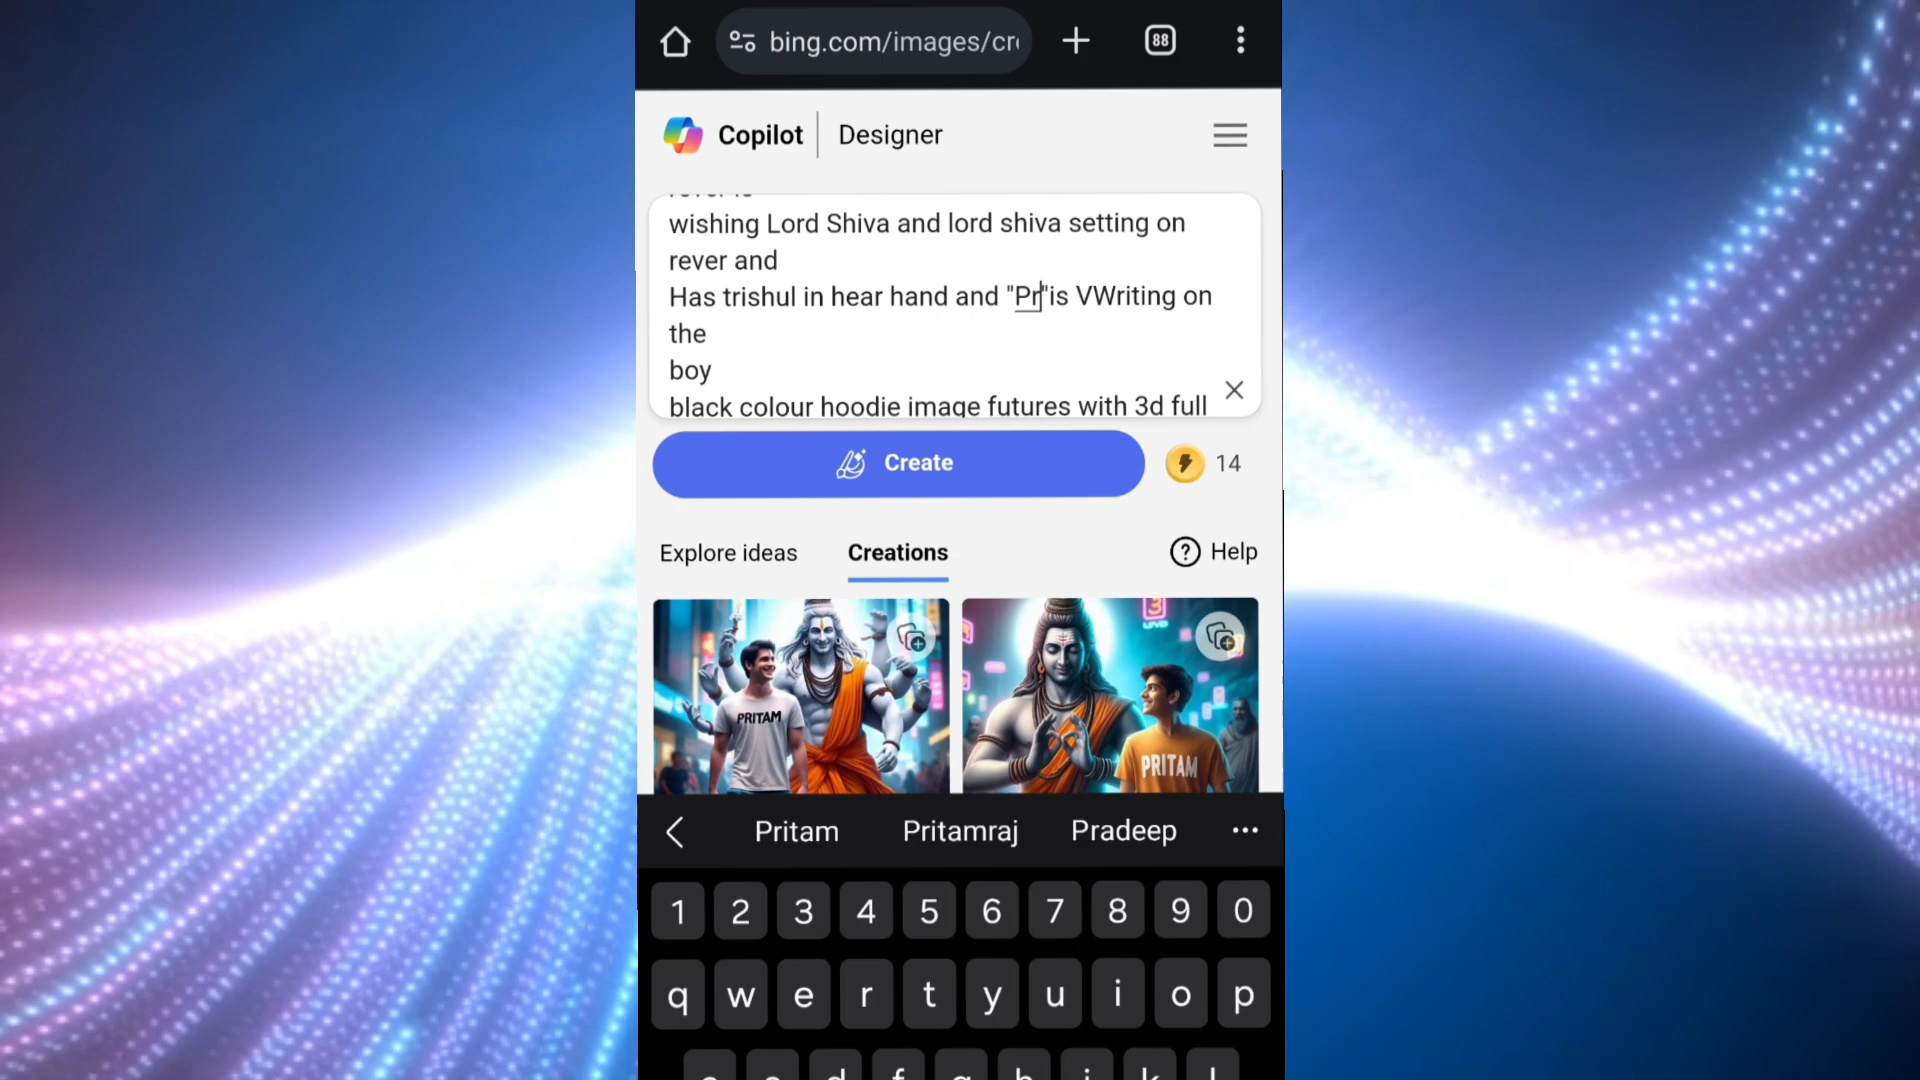 bing.com/images/cr
88
Copilot
Designer
wishing Lord Shiva and lord shiva setting on
rever and
Has trishul in hear hand and "Pr"is VWriting on
the
boy
black colour hoodie image futures with 3d full
Create
14
Explore ideas
Creations
Help
PRITAM
PRITAM
Pritam
Pritamraj
Pradeep
1 2 3 4 5 6 7 8 9 0
q w e r t y u i o p